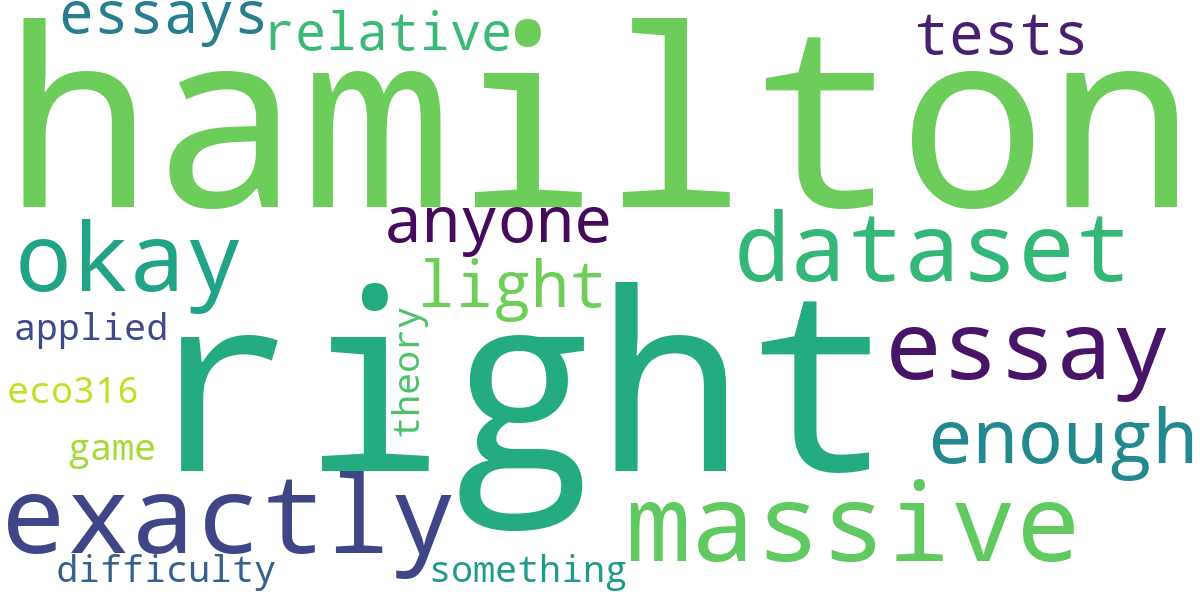 essays
relative
tests
hamilton
anyone
okay
dataset
light
applied
right
theory
essay
eco316
game
enough
exactly
massive
difficulty
something